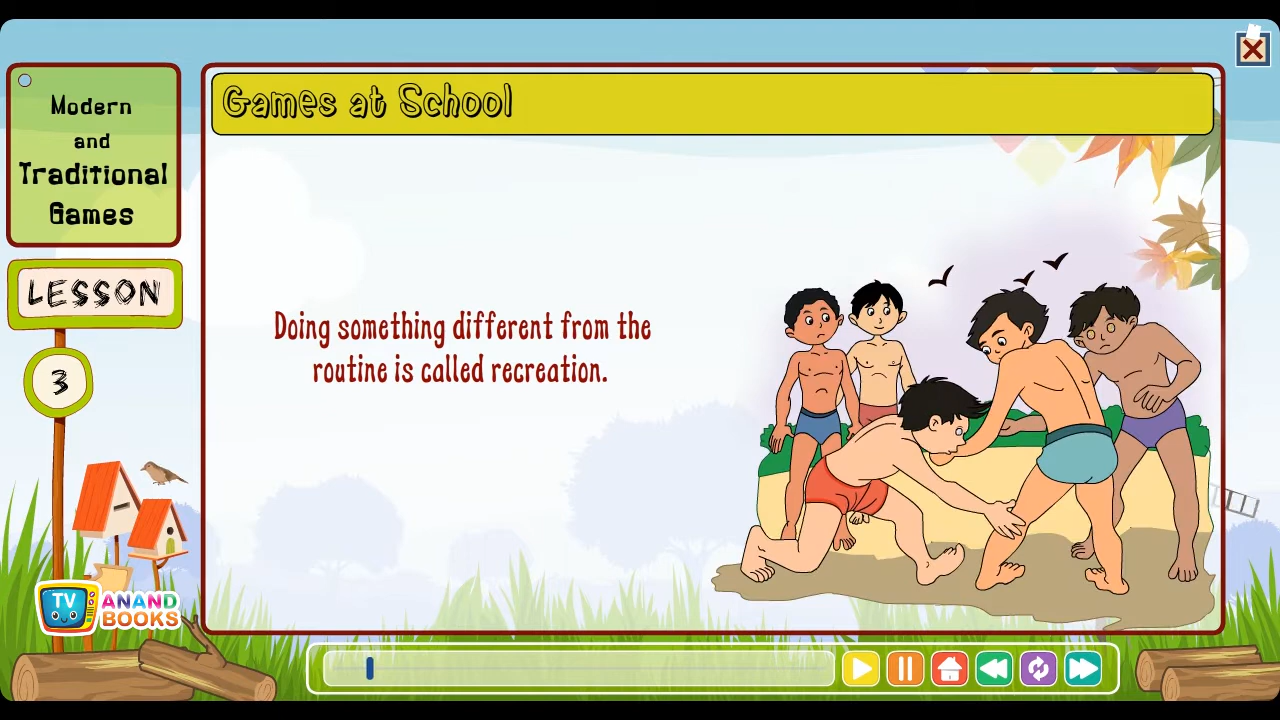 Modern
and
Traditional
Games
LESSON
3
Games at School
Doing something different from the
routine is called recreation.
TV
ANAND
BOOKS